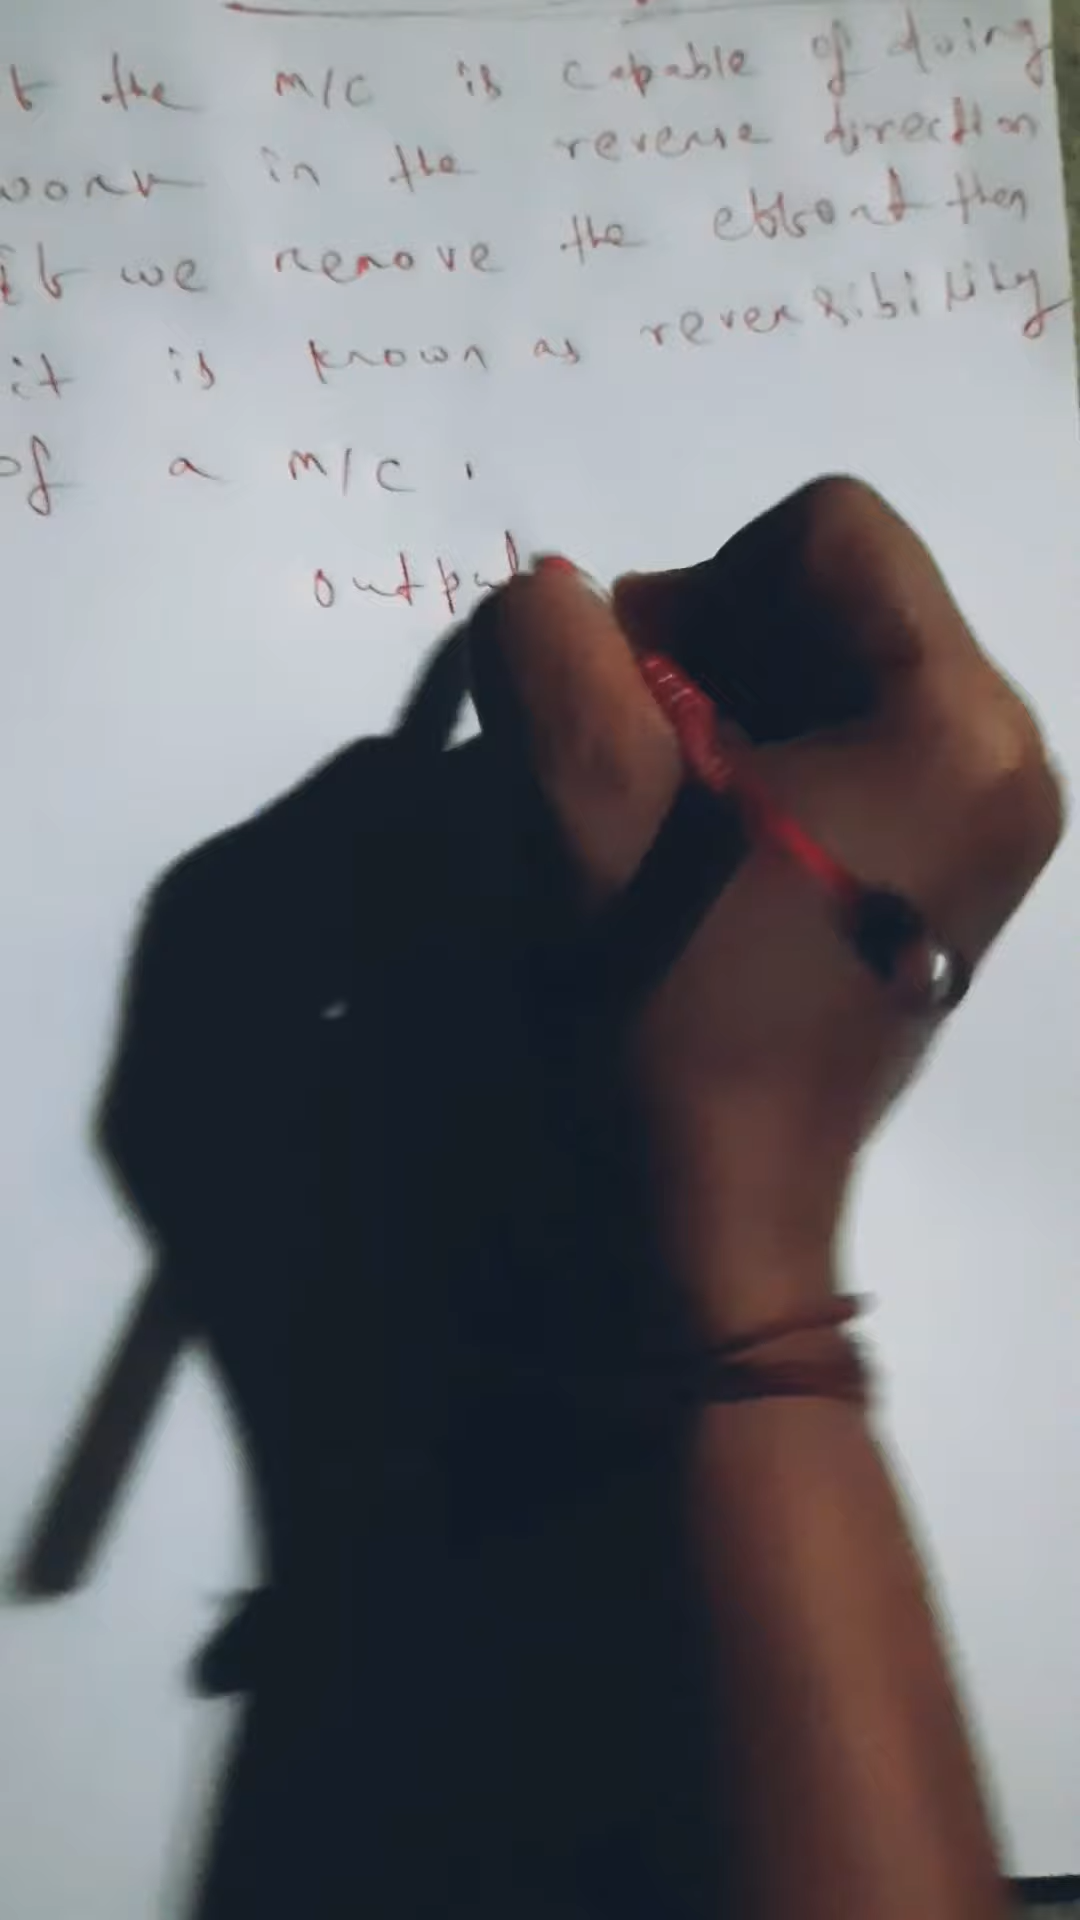 the m/c is capable of doing
work in the reverse direction
if we remove the effort then
it is known as reversibility
of a m/c.
output